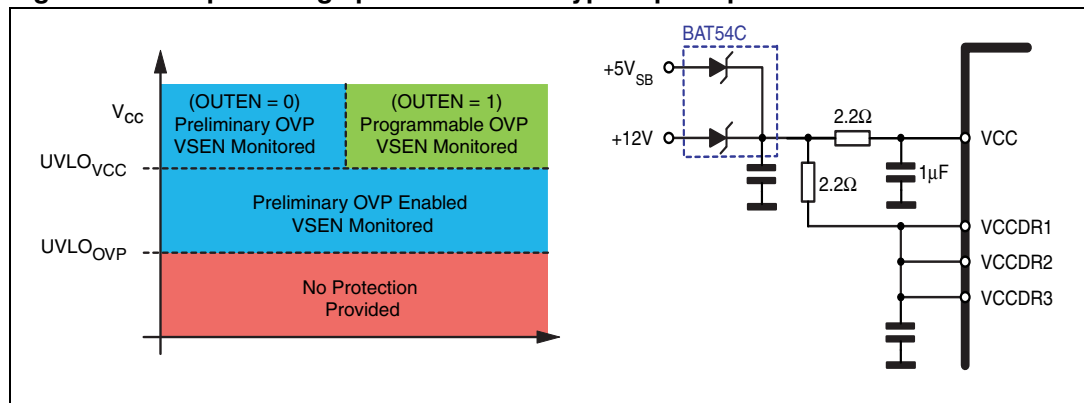 V_CC
UVLO_VCC
UVLO_OVP
(OUTEN = 0)
Preliminary OVP
VSEN Monitored
(OUTEN = 1)
Programmable OVP
VSEN Monitored
Preliminary OVP Enabled
VSEN Monitored
No Protection
Provided
BAT54C
+5V_SB
+12V
2.2Ω
2.2Ω
1µF
VCC
VCCDR1
VCCDR2
VCCDR3